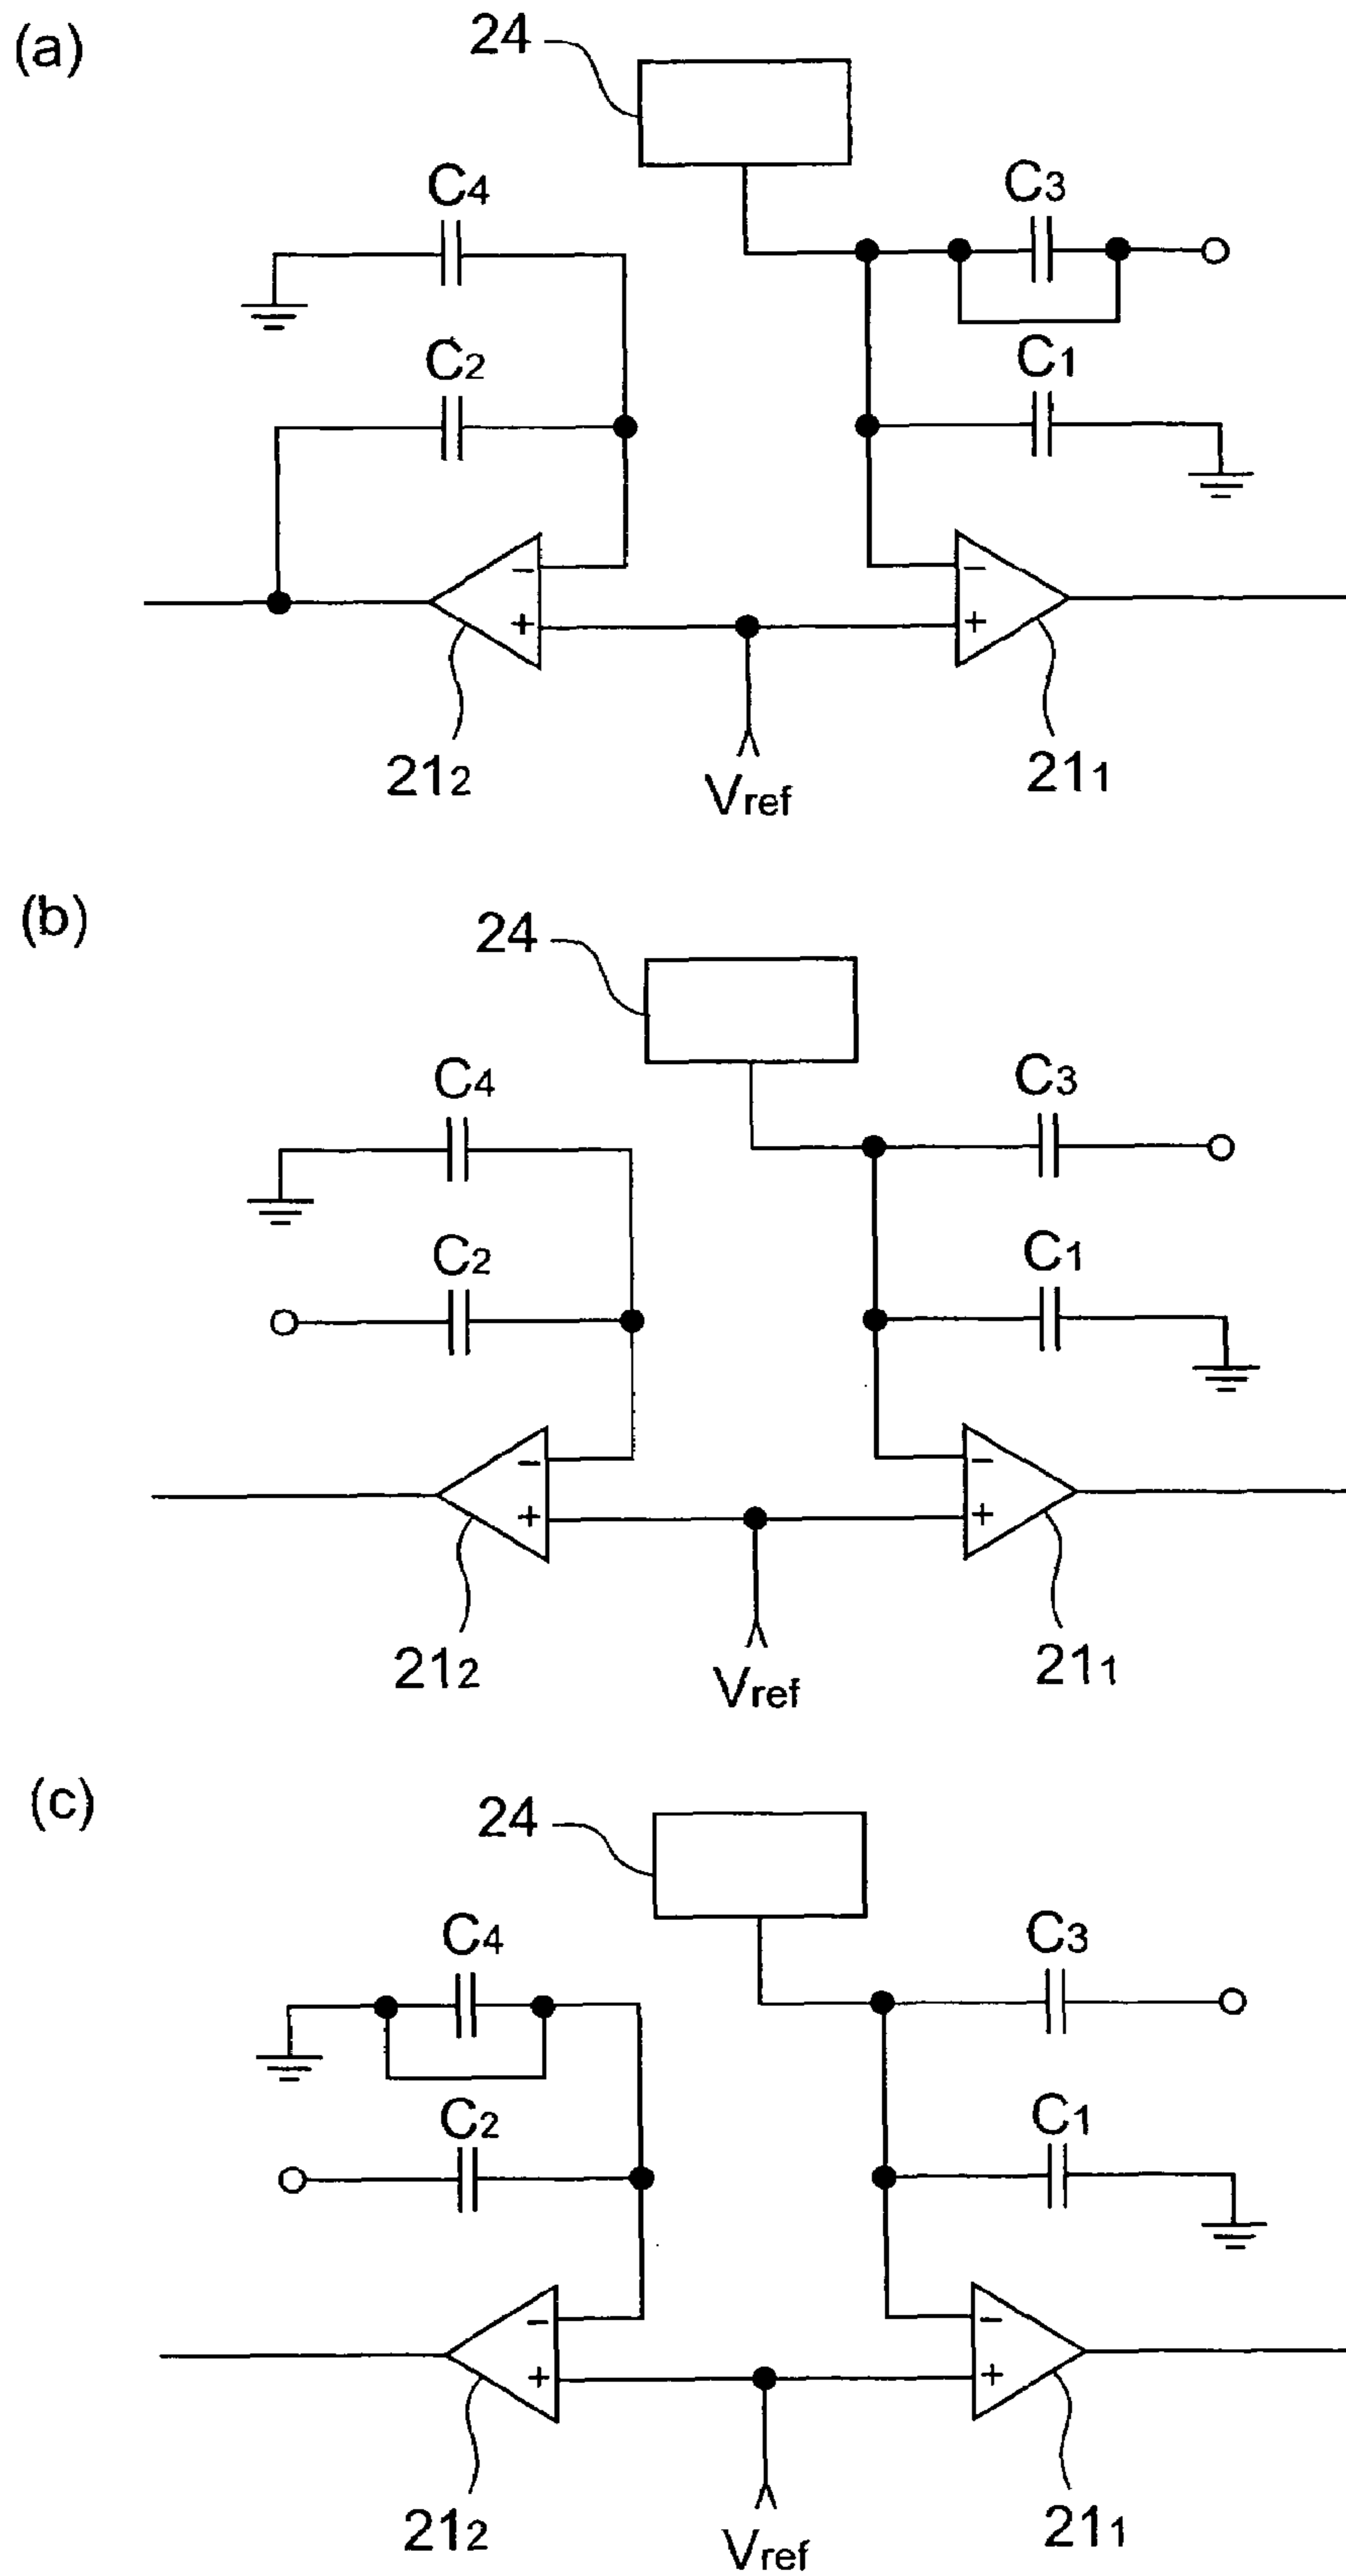 (a)
24
C4
C3
C2
C1
− −
+ +
212
Vref
211
(b)
24
C4
C3
C2
C1
− −
+ +
212
Vref
211
(c)
24
C4
C3
C2
C1
− −
+ +
212
Vref
211